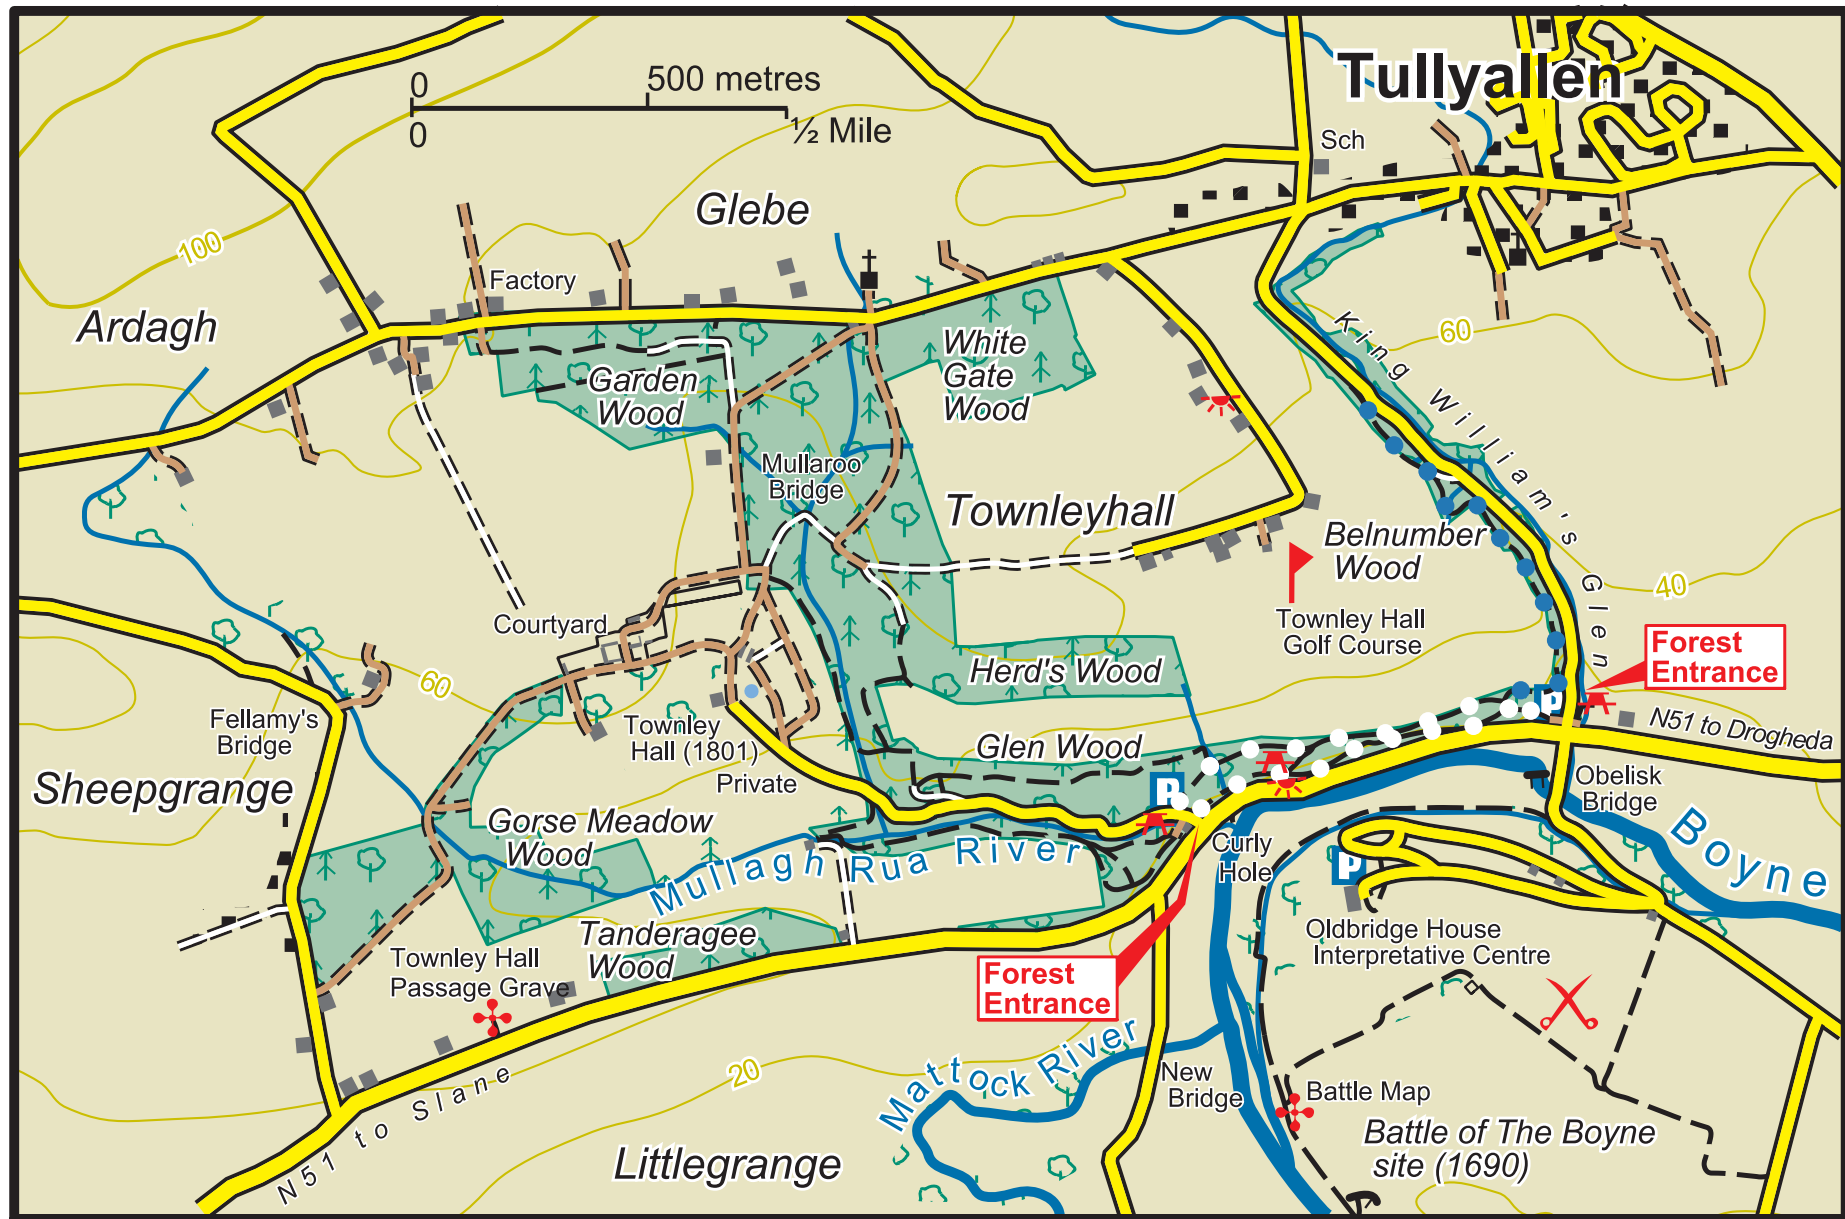 0
500 metres
0
½ Mile
Tullyallen
Sch
Glebe
100
Factory
Ardagh
White
Gate
Wood
Garden
Wood
King William's Glen
60
Mullaroo
Bridge
Townleyhall
Belnumber
Wood
40
Courtyard
Townley Hall
Golf Course
Forest
Entrance
Herd's Wood
60
Fellamy's
Bridge
Townley
Hall (1801)
Private
Glen Wood
P
N51 to Drogheda
Sheepgrange
P
Obelisk
Bridge
Boyne
Gorse Meadow
Wood
Mullagh Rua River
Curly
Hole
P
Tanderagee
Wood
Oldbridge House
Interpretative Centre
Townley Hall
Passage Grave
Forest
Entrance
20
Mattock River
New
Bridge
Battle Map
N51 to Slane
Littlegrange
Battle of The Boyne
site (1690)